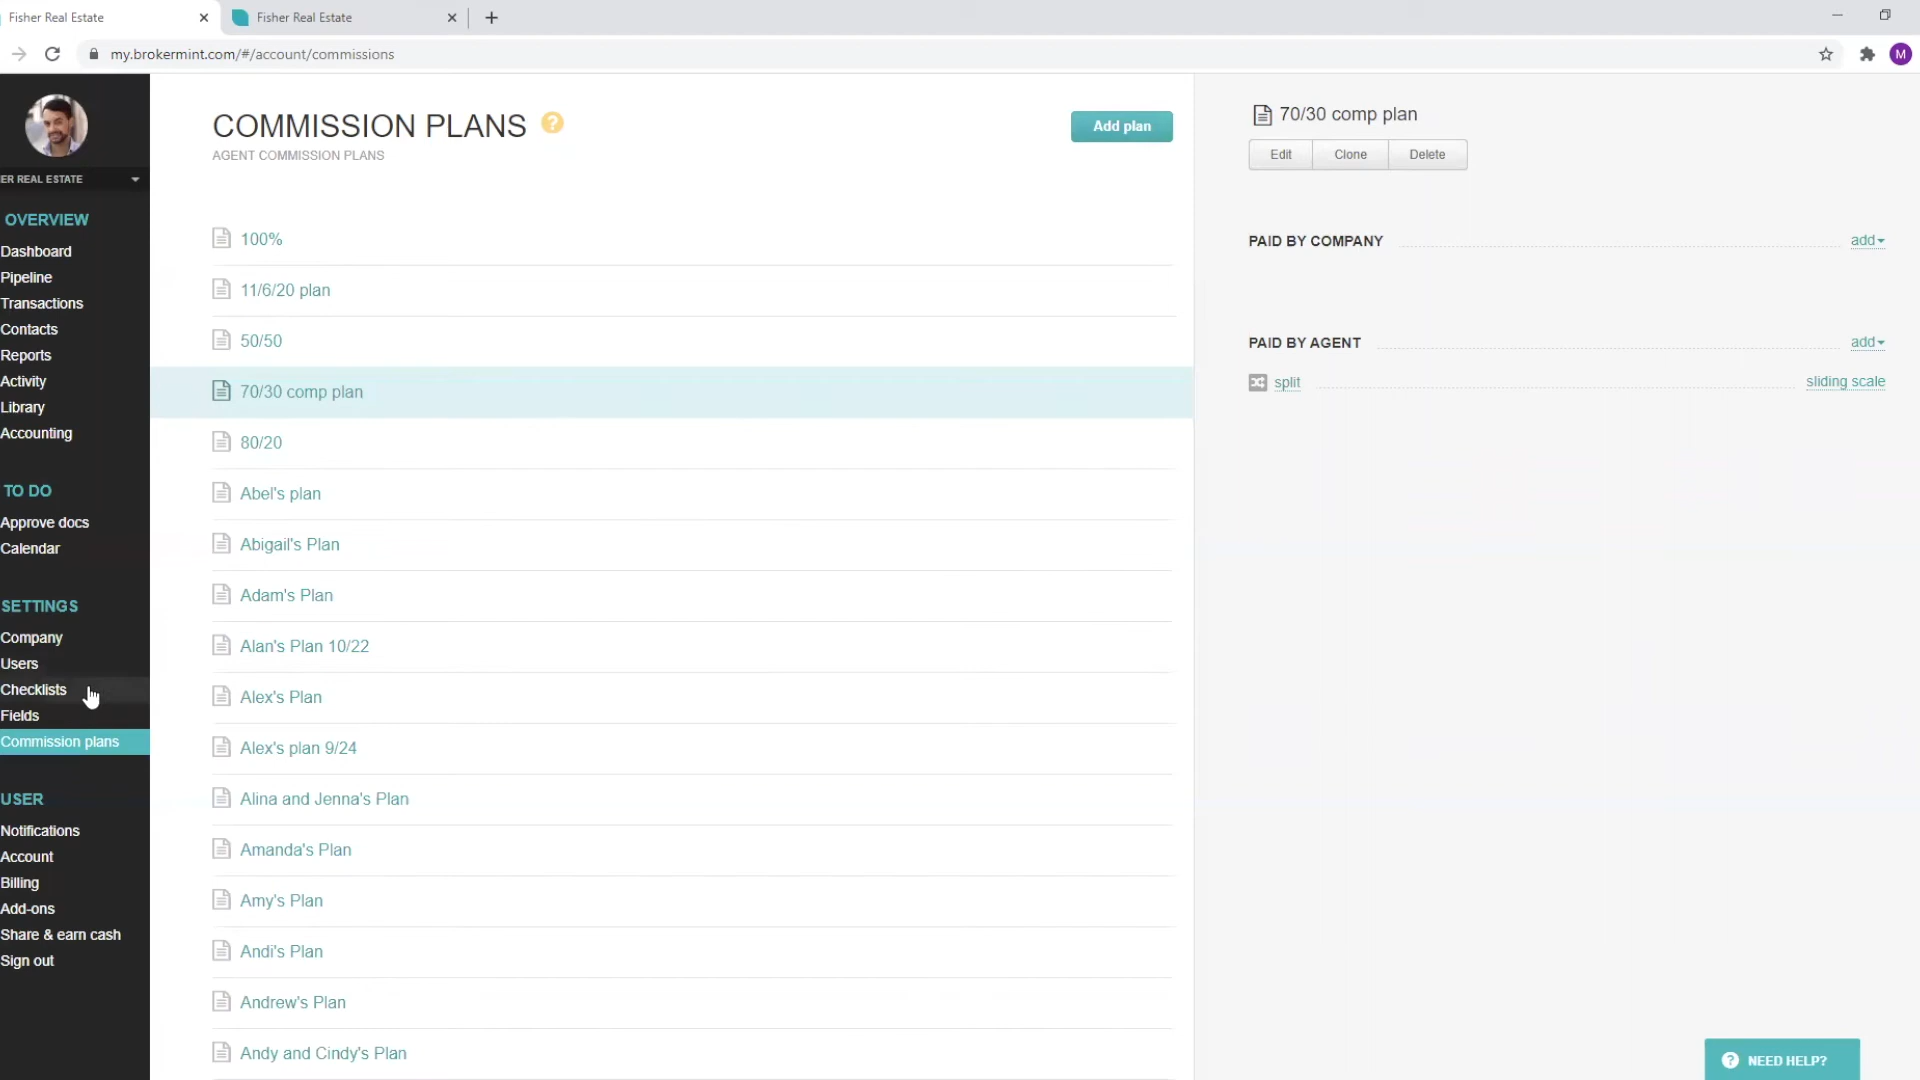 Fisher Real Estate
Fisher Real Estate
my.brokermint.com/#/account/commissions
M
ER REAL ESTATE
OVERVIEW
Dashboard
Pipeline
Transactions
Contacts
Reports
Activity
Library
Accounting
TO DO
Approve docs
Calendar
SETTINGS
Company
Users
Checklists
Fields
Commission plans
USER
Notifications
Account
Billing
Add-ons
Share & earn cash
Sign out
COMMISSION PLANS ?
AGENT COMMISSION PLANS
Add plan
100%
11/6/20 plan
50/50
70/30 comp plan
80/20
Abel's plan
Abigail's Plan
Adam's Plan
Alan's Plan 10/22
Alex's Plan
Alex's plan 9/24
Alina and Jenna's Plan
Amanda's Plan
Amy's Plan
Andi's Plan
Andrew's Plan
Andy and Cindy's Plan
70/30 comp plan
Edit Clone Delete
PAID BY COMPANY add
PAID BY AGENT add
split sliding scale
? NEED HELP?